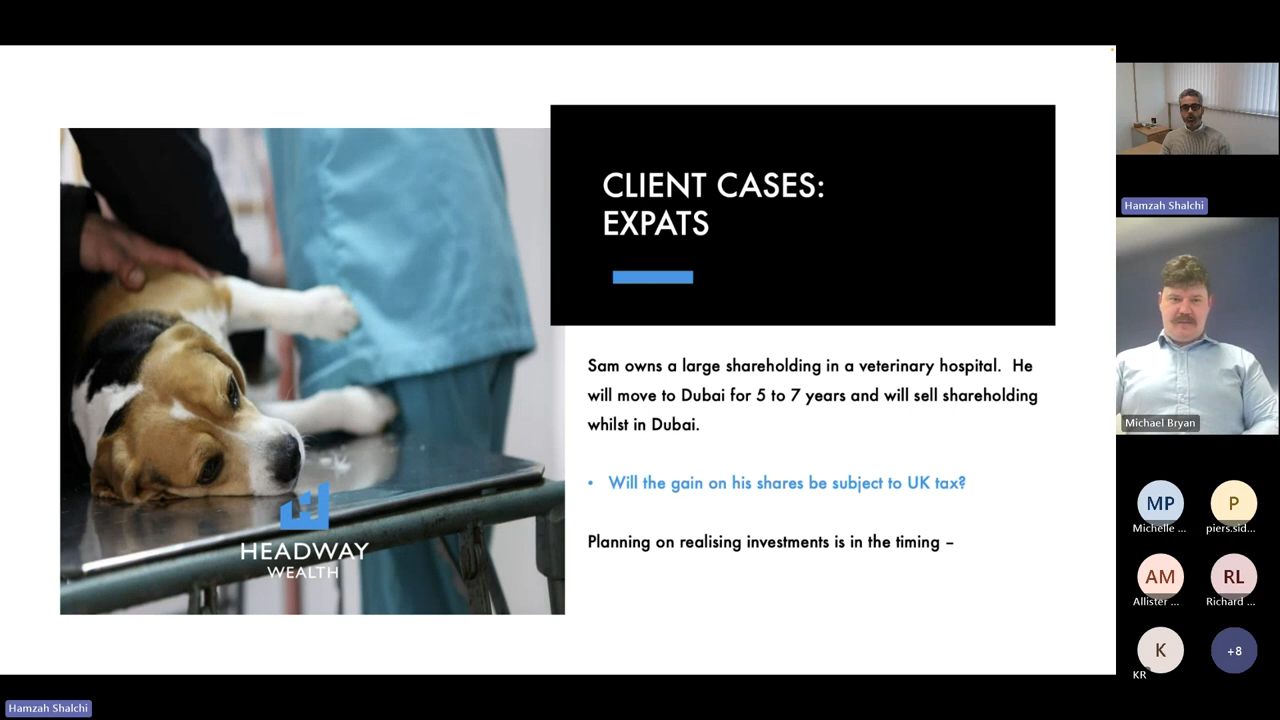 CLIENT CASES:
EXPATS
Sam owns a large shareholding in a veterinary hospital.  He
will move to Dubai for 5 to 7 years and will sell shareholding
whilst in Dubai.
• Will the gain on his shares be subject to UK tax?
Planning on realising investments is in the timing –
HEADWAY
WEALTH
Hamzah Shalchi
Michael Bryan
MP
Michelle ...
P
piers.sid...
AM
Allister ...
RL
Richard ...
K
KR
+8
Hamzah Shalchi